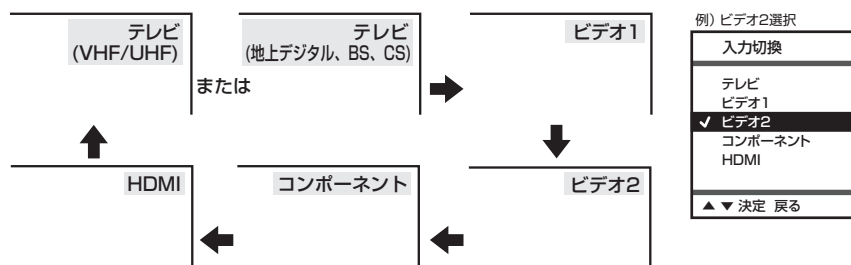 テレビ
(VHF/UHF)
または
テレビ
(地上デジタル、BS、CS)
ビデオ1
HDMI
コンポーネント
ビデオ2
例) ビデオ2選択
入力切換
テレビ
ビデオ1
✓ ビデオ2
コンポーネント
HDMI
▲ ▼ 決定 戻る